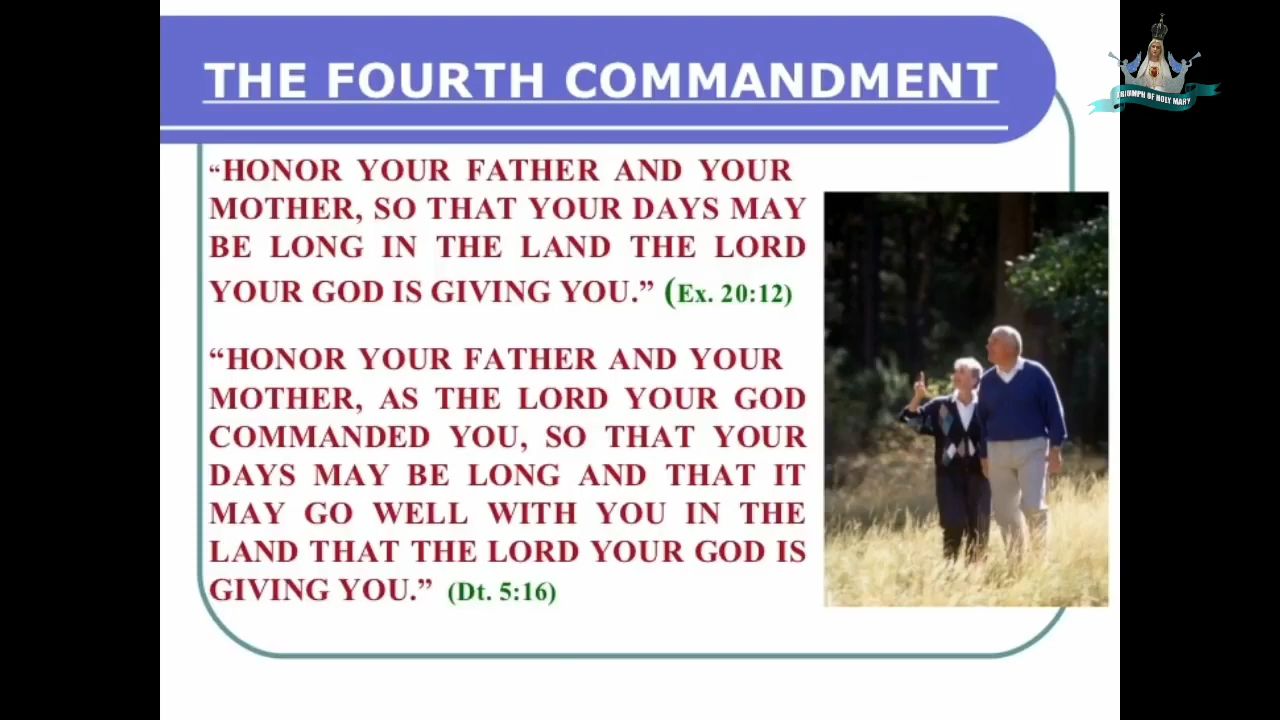 THE FOURTH COMMANDMENT
TRIUMPH OF HOLY MARY
“HONOR YOUR FATHER AND YOUR
MOTHER, SO THAT YOUR DAYS MAY
BE LONG IN THE LAND THE LORD
YOUR GOD IS GIVING YOU.” (Ex. 20:12)
“HONOR YOUR FATHER AND YOUR
MOTHER, AS THE LORD YOUR GOD
COMMANDED YOU, SO THAT YOUR
DAYS MAY BE LONG AND THAT IT
MAY GO WELL WITH YOU IN THE
LAND THAT THE LORD YOUR GOD IS
GIVING YOU.” (Dt. 5:16)